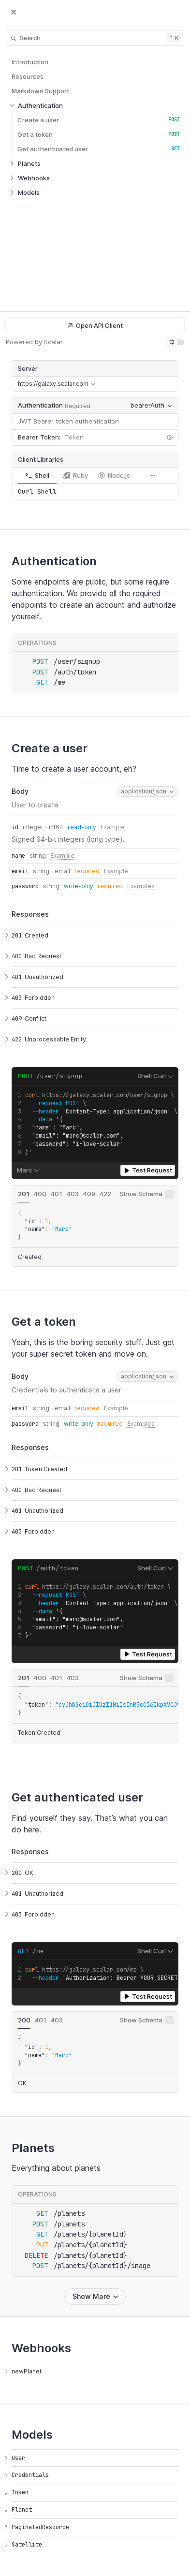 Search
⌃ K
Introduction
Resources
Markdown Support
Authentication
Create a user POST
Get a token POST
Get authenticated user GET
Planets
Webhooks
Models
Open API Client
Powered by Scalar
Server
https://galaxy.scalar.com
Authentication Required bearerAuth
JWT Bearer token authentication
Bearer Token: Token
Client Libraries
Shell Ruby Node.js
Curl Shell
Authentication
Some endpoints are public, but some require
authentication. We provide all the required
endpoints to create an account and authorize
yourself.
OPERATIONS
POST /user/signup
POST /auth/token
GET /me
Create a user
Time to create a user account, eh?
Body application/json
User to create
id integer · int64 read-only Example
Signed 64-bit integers (long type).
name string Example
email string · email required Example
password string write-only required Examples
Responses
201 Created
400 Bad Request
401 Unauthorized
403 Forbidden
409 Conflict
422 Unprocessable Entity
POST /user/signup Shell Curl
1 curl https://galaxy.scalar.com/user/signup \
2 --request POST \
3 --header 'Content-Type: application/json' \
4 --data '{
5 "name": "Marc",
6 "email": "marc@scalar.com",
7 "password": "i-love-scalar"
8 }'
Marc Test Request
201 400 401 403 409 422 Show Schema
{
"id": 1,
"name": "Marc"
}
Created
Get a token
Yeah, this is the boring security stuff. Just get
your super secret token and move on.
Body application/json
Credentials to authenticate a user
email string · email required Example
password string write-only required Examples
Responses
201 Token Created
400 Bad Request
401 Unauthorized
403 Forbidden
POST /auth/token Shell Curl
1 curl https://galaxy.scalar.com/auth/token \
2 --request POST \
3 --header 'Content-Type: application/json' \
4 --data '{
5 "email": "marc@scalar.com",
6 "password": "i-love-scalar"
7 }'
Test Request
201 400 401 403 Show Schema
{
"token":
}
Token Created
Get authenticated user
Find yourself they say. That’s what you can
do here.
Responses
200 OK
401 Unauthorized
403 Forbidden
GET /me Shell Curl
1 curl https://galaxy.scalar.com/me \
2 --header 'Authorization: Bearer YOUR_SECRET
Test Request
200 401 403 Show Schema
{
"id": 1,
"name": "Marc"
}
OK
Planets
Everything about planets
OPERATIONS
GET /planets
POST /planets
GET /planets/{planetId}
PUT /planets/{planetId}
DELETE /planets/{planetId}
POST /planets/{planetId}/image
Show More
Webhooks
newPlanet
Models
User
Credentials
Token
Planet
PaginatedResource
Satellite